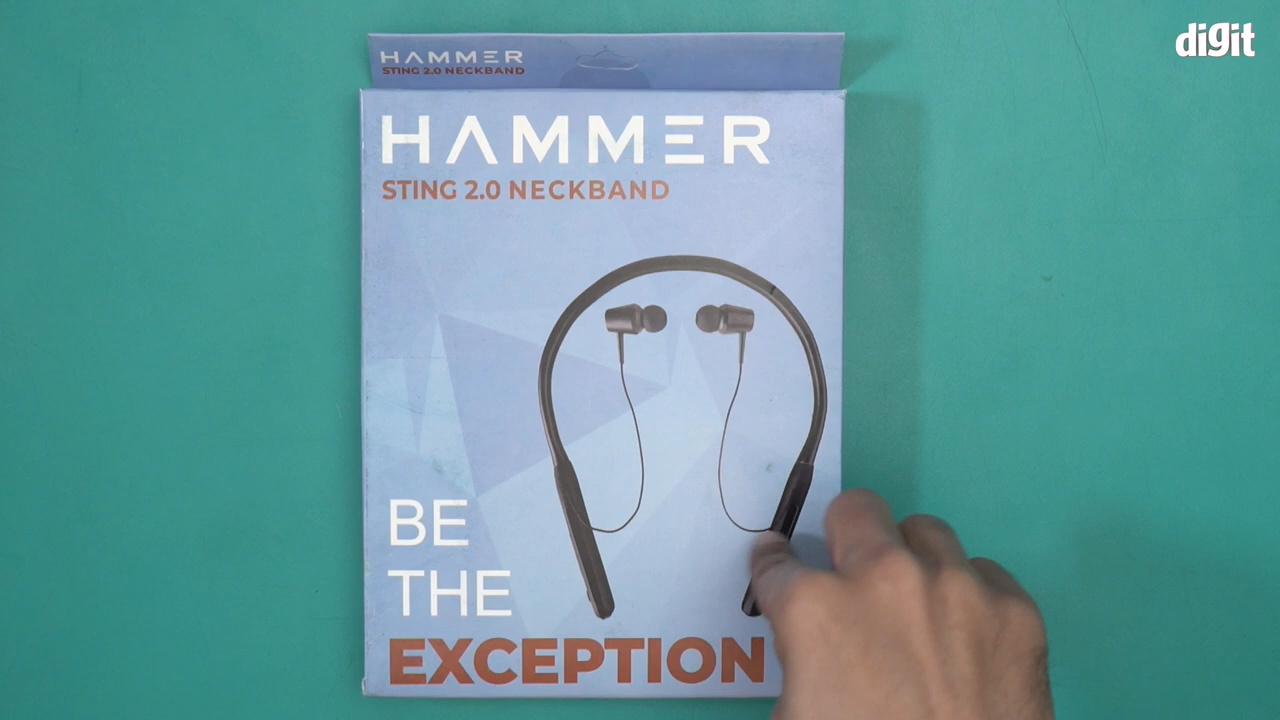 digit
HAMMER
STING 2.0 NECKBAND
HAMMER
STING 2.0 NECKBAND
BE
THE
EXCEPTION